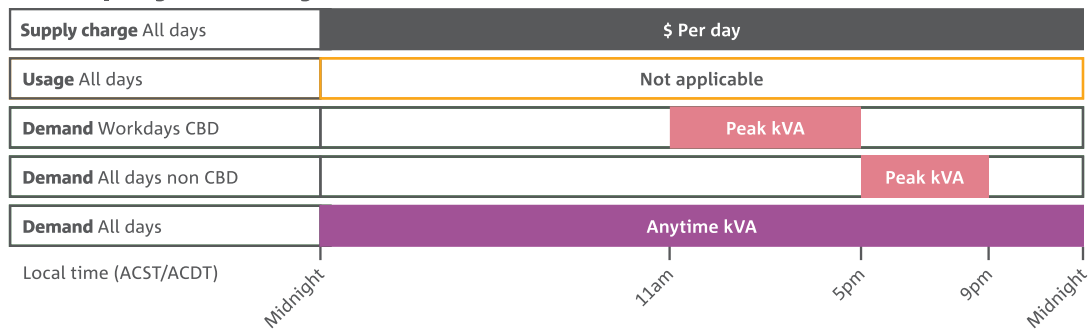 Supply charge All days
$ Per day
Usage All days
Not applicable
Demand Workdays CBD
Peak kVA
Demand All days non CBD
Peak kVA
Demand All days
Anytime kVA
Local time (ACST/ACDT)
Midnight
11am
5pm
9pm
Midnight